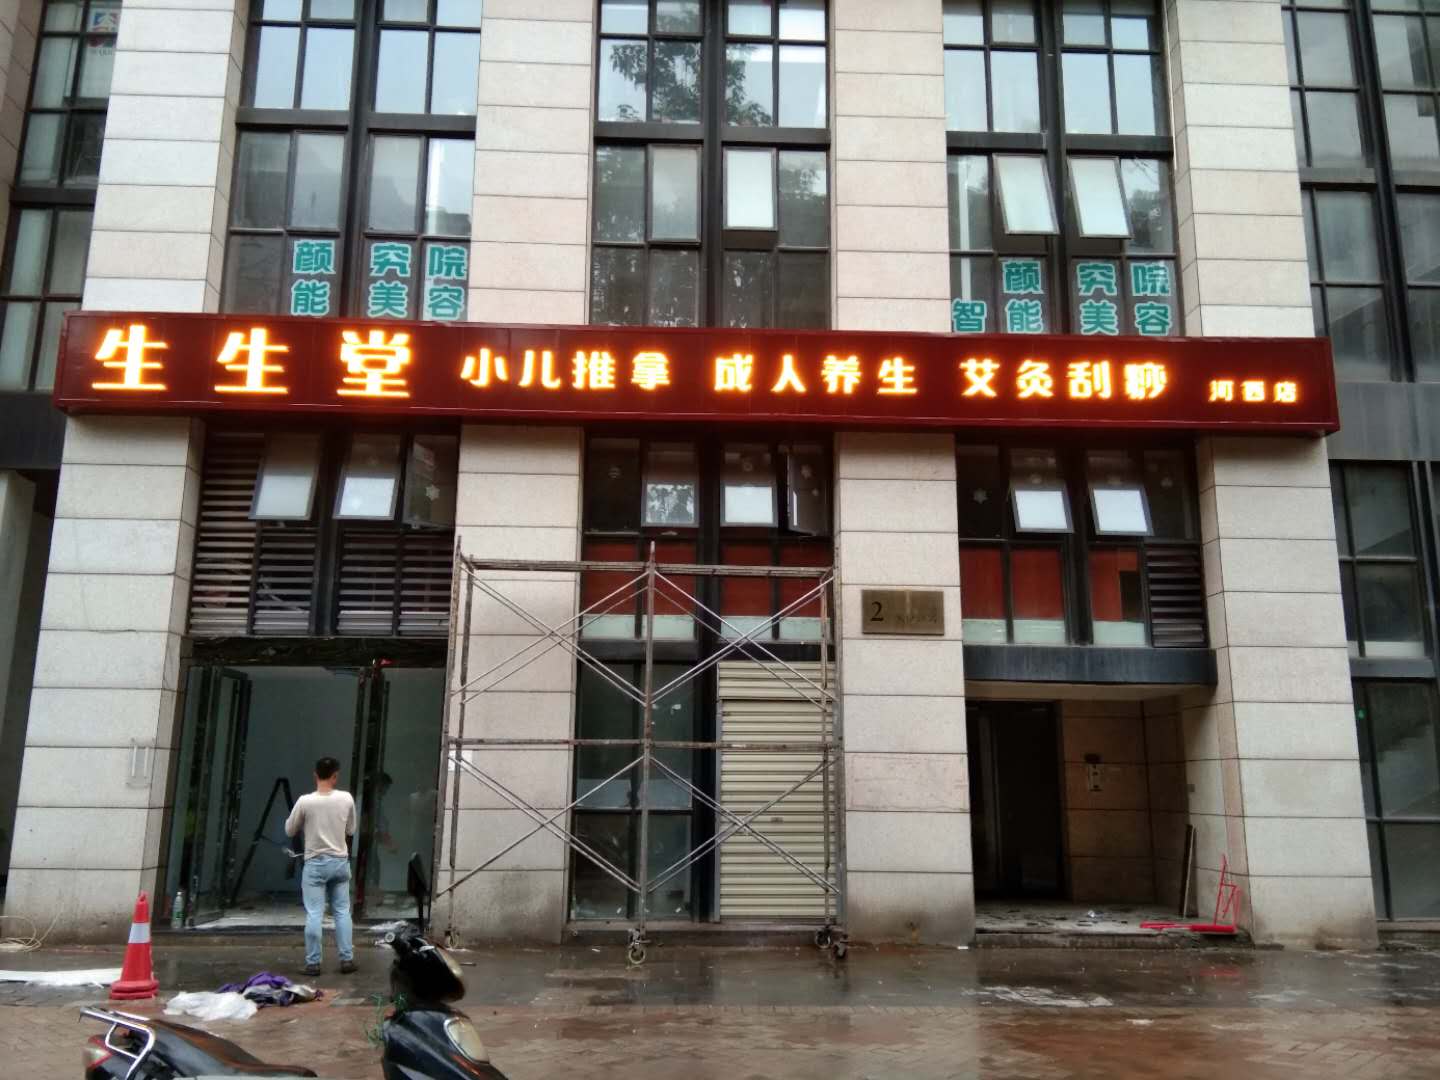 颜 究 院
能 美 容
颜 究 院
智 能 美 容
生 生 堂 小儿推拿 成人养生 艾灸刮痧 河西店
2